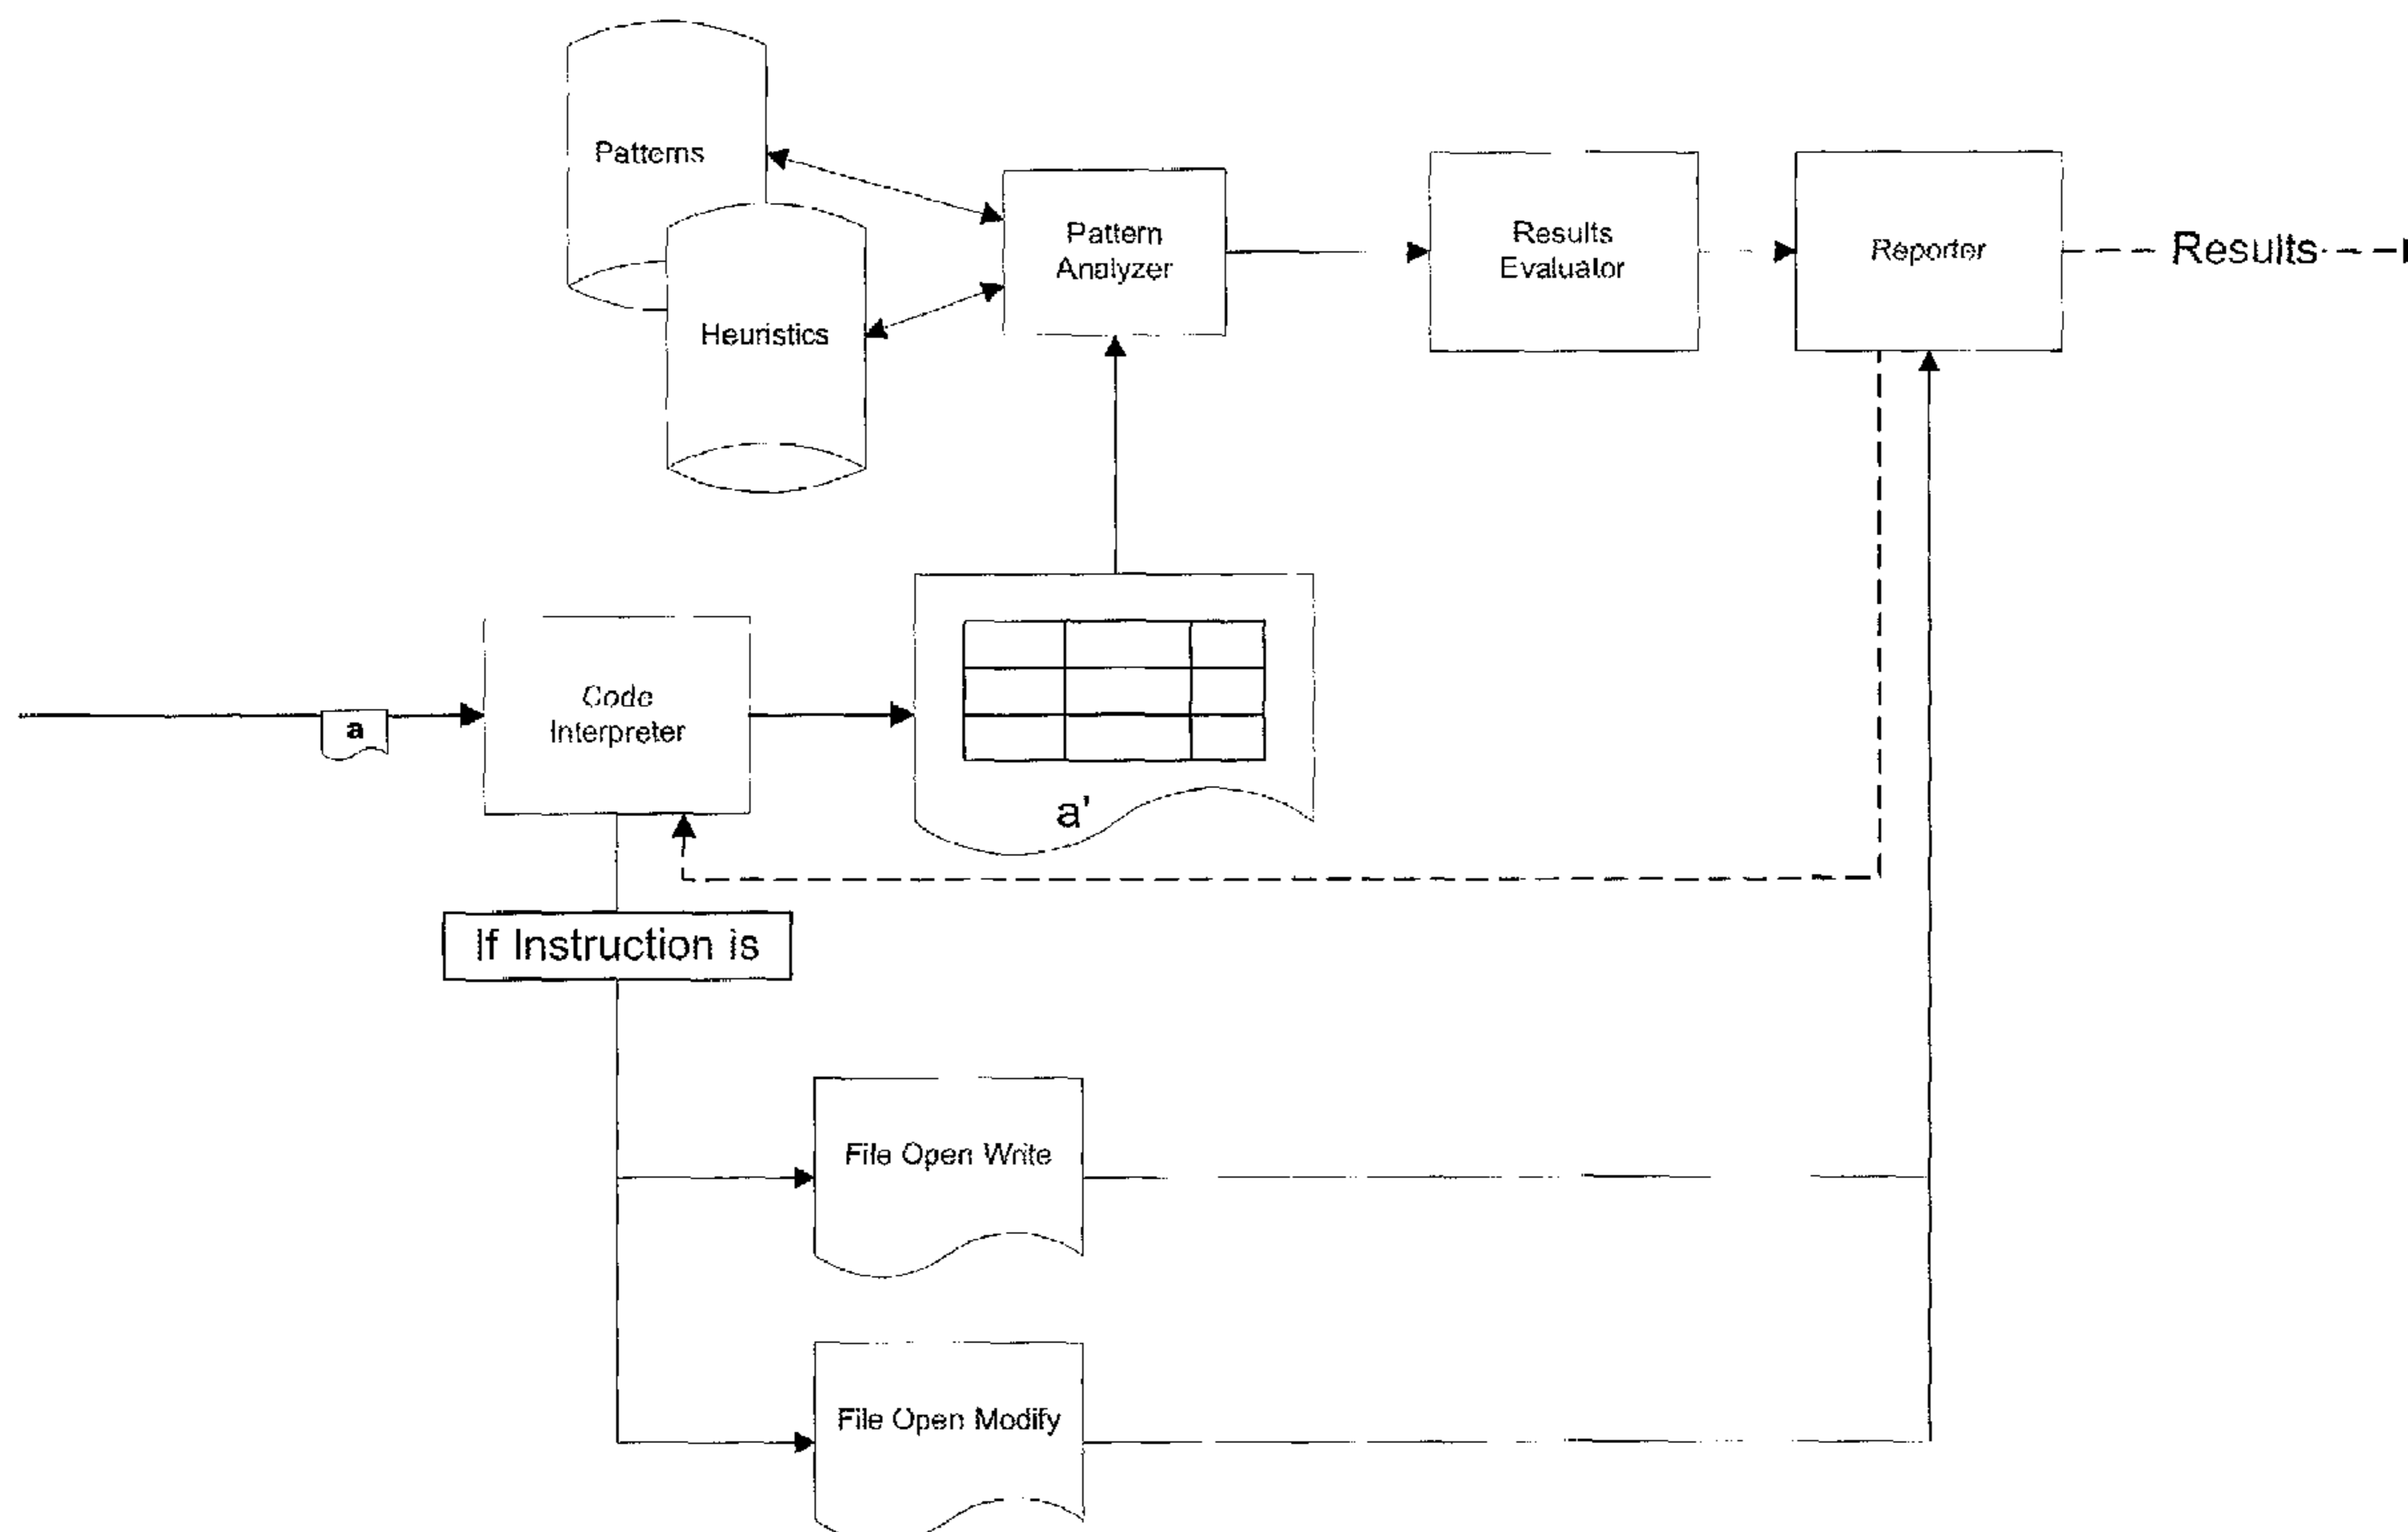 Patterns
Heuristics
Pattern
Analyzer
Results
Evaluator
Reporter
Results
a
Code
Interpreter
a'
If Instruction is
File Open Write
File Open Modify